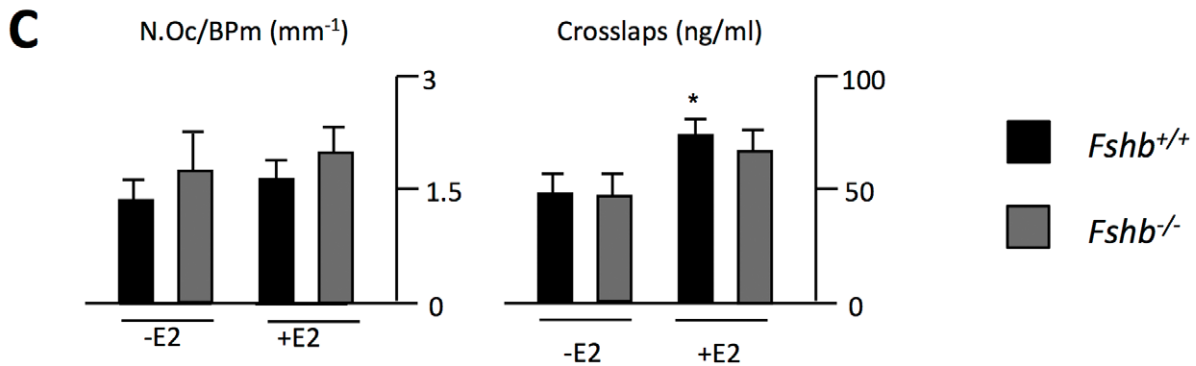 C
N.Oc/BPm (mm⁻¹)
3
1.5
0
-E2
+E2
Crosslaps (ng/ml)
*
100
50
0
-E2
+E2
Fshb⁺/⁺
Fshb⁻/⁻